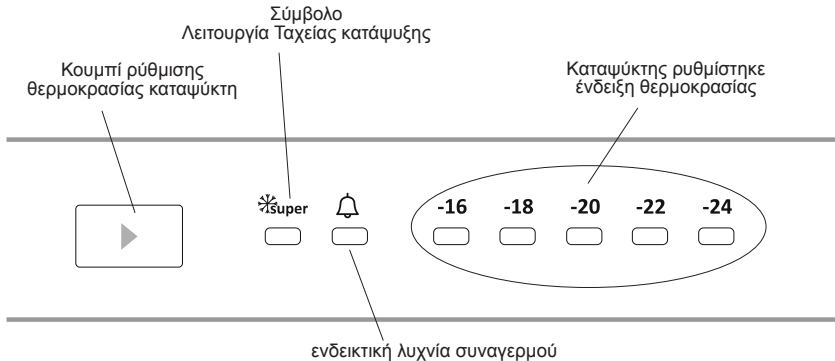 Σύμβολο
Λειτουργία Ταχείας κατάψυξης
Κουμπί ρύθμισης
θερμοκρασίας καταψύκτη
Καταψύκτης ρυθμίστηκε
ένδειξη θερμοκρασίας
super
-16 -18 -20 -22 -24
ενδεικτική λυχνία συναγερμού